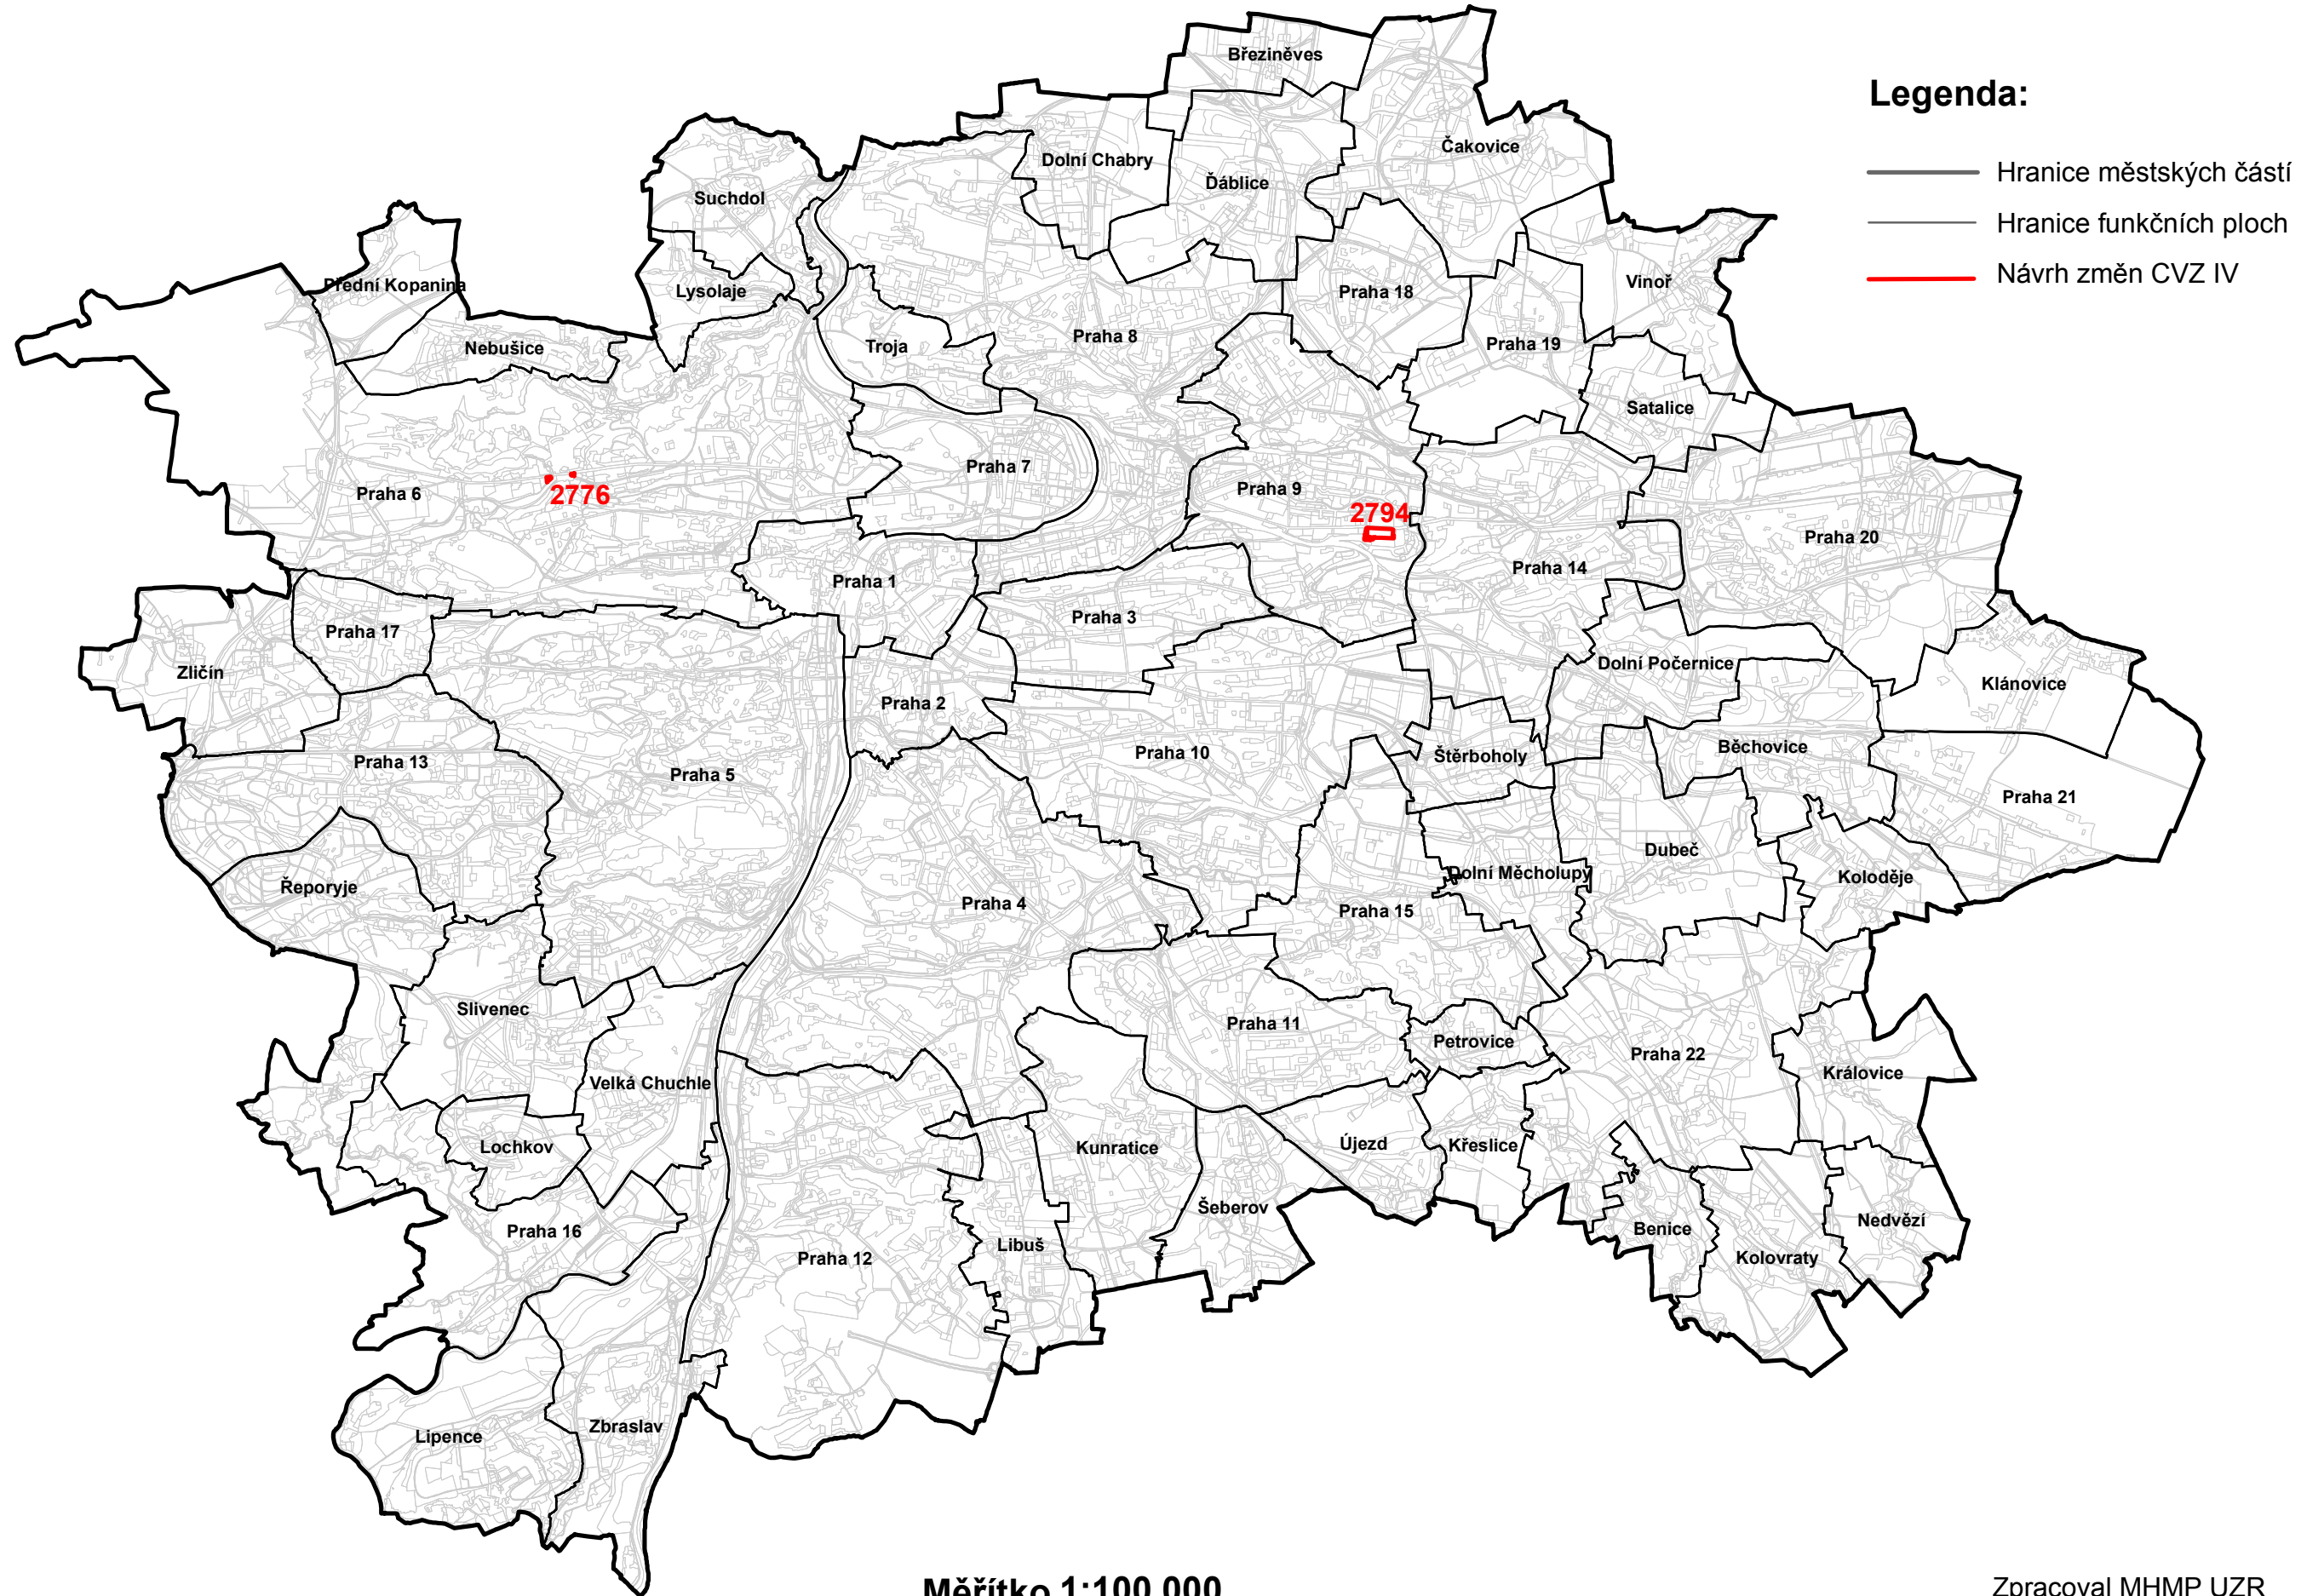 Březiněves
Legenda:
Čakovice
Dolní Chabry
Ďáblice
Hranice městských částí
Suchdol
Hranice funkčních ploch
Návrh změn CVZ IV
Přední Kopanina
Lysolaje
Praha 18
Vinoř
Nebušice
Troja
Praha 8
Praha 19
Satalice
Praha 7
Praha 6
2776
Praha 9
2794
Praha 20
Praha 14
Praha 1
Praha 3
Praha 17
Zličín
Dolní Počernice
Klánovice
Praha 2
Praha 13
Praha 5
Praha 10
Štěrboholy
Běchovice
Praha 21
Dubeč
Řeporyje
Dolní Měcholupy
Koloděje
Praha 4
Praha 15
Slivenec
Praha 11
Petrovice
Praha 22
Velká Chuchle
Královice
Lochkov
Kunratice
Újezd
Křeslice
Praha 16
Šeberov
Benice
Nedvězí
Praha 12
Libuš
Kolovraty
Lipence
Zbraslav
Měřítko 1:100 000
Zpracoval MHMP UZR